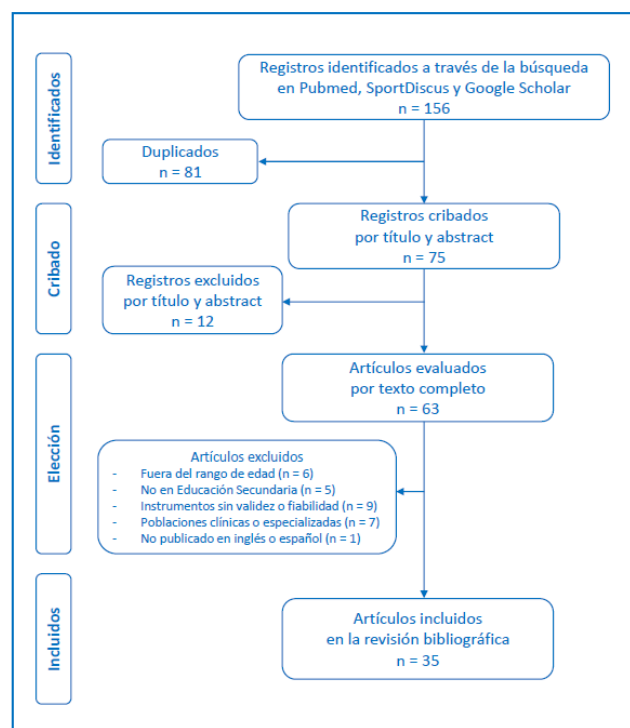 Identificados
Registros identificados a través de la búsqueda
en Pubmed, SportDiscus y Google Scholar
n = 156
Duplicados
n = 81
Cribado
Registros cribados
por título y abstract
n = 75
Registros excluidos
por título y abstract
n = 12
Elección
Artículos evaluados
por texto completo
n = 63
Artículos excluidos
- Fuera del rango de edad (n = 6)
- No en Educación Secundaria (n = 5)
- Instrumentos sin validez o fiabilidad (n = 9)
- Poblaciones clínicas o especializadas (n = 7)
- No publicado en inglés o español (n = 1)
Incluidos
Artículos incluidos
en la revisión bibliográfica
n = 35